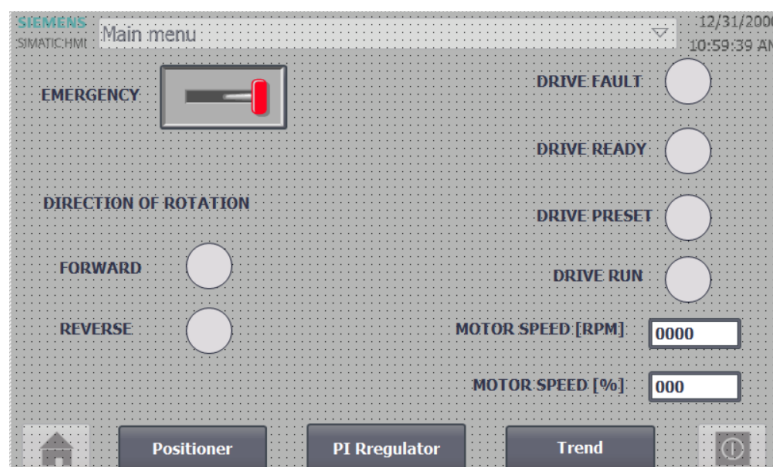 SIEMENS
SIMATIC HMI
Main menu
12/31/2000
10:59:39 AM
EMERGENCY
DRIVE FAULT
DRIVE READY
DIRECTION OF ROTATION
DRIVE PRESET
FORWARD
DRIVE RUN
REVERSE
MOTOR SPEED [RPM]
0000
MOTOR SPEED [%]
000
Positioner
PI Rregulator
Trend